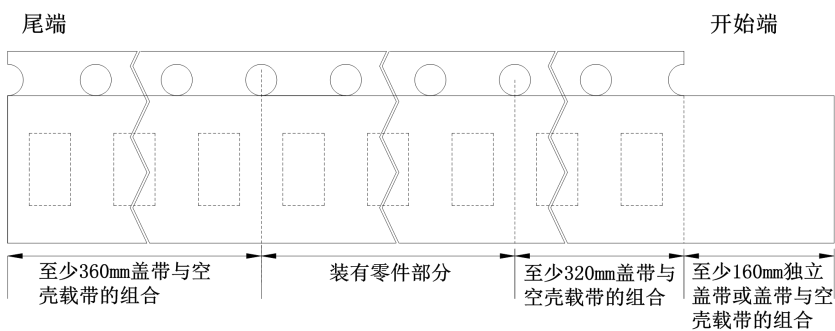 尾端
开始端
至少360mm盖带与空
壳载带的组合
装有零件部分
至少320mm盖带与
空壳载带的组合
至少160mm独立
盖带或盖带与空
壳载带的组合